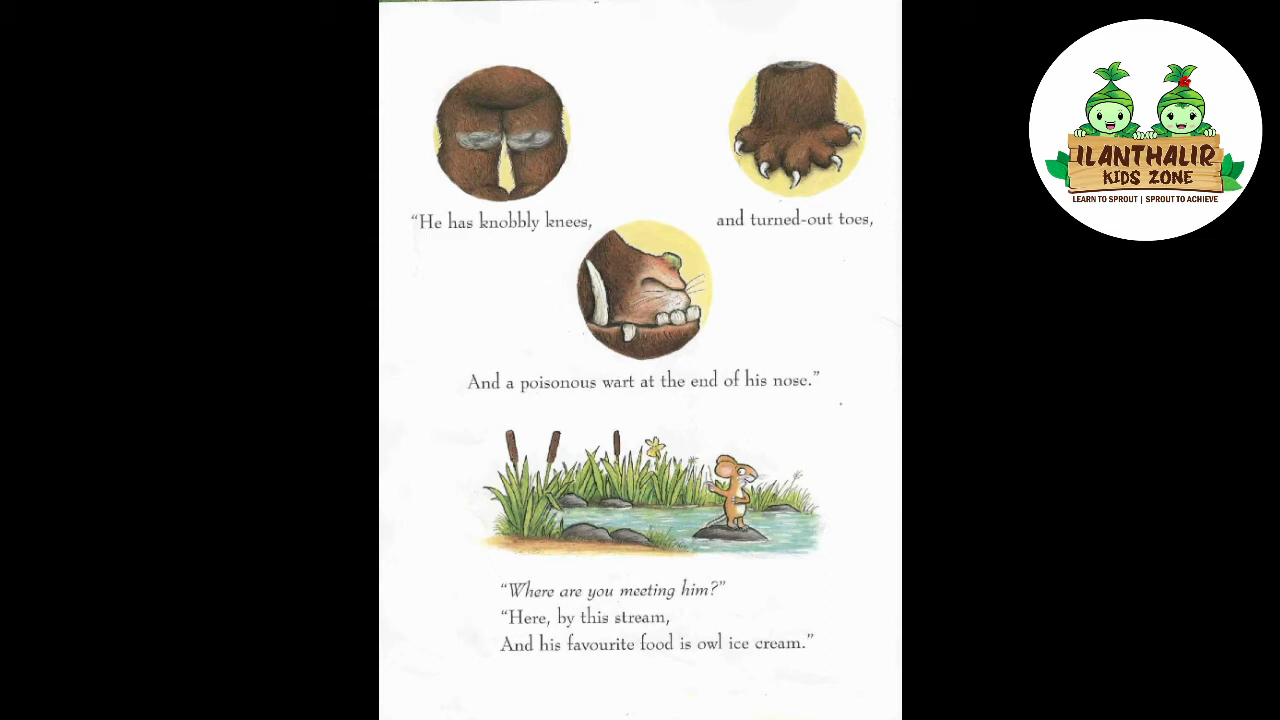 “He has knobbly knees,
and turned-out toes,
And a poisonous wart at the end of his nose.”
“Where are you meeting him?”
“Here, by this stream,
And his favourite food is owl ice cream.”
ILANTHALIR
KIDS ZONE
LEARN TO SPROUT | SPROUT TO ACHIEVE